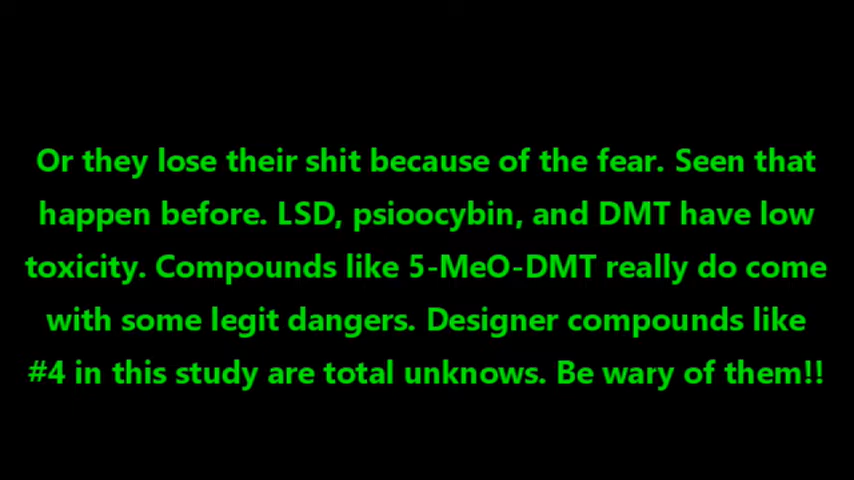 Or they lose their shit because of the fear. Seen that
happen before. LSD, psioocybin, and DMT have low
toxicity. Compounds like 5-MeO-DMT really do come
with some legit dangers. Designer compounds like
#4 in this study are total unknows. Be wary of them!!